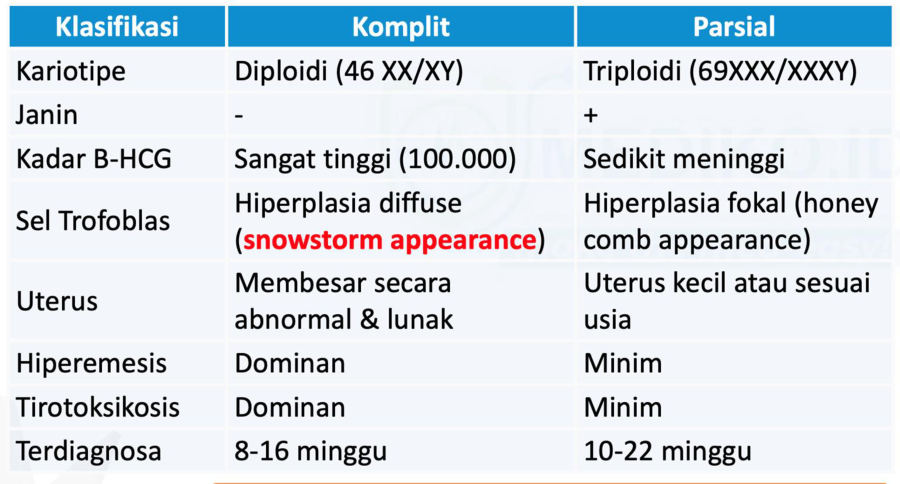 Klasifikasi Komplit Parsial
Kariotipe Diploidi (46 XX/XY) Triploidi (69XXX/XXXY)
Janin - +
Kadar B-HCG Sangat tinggi (100.000) Sedikit meninggi
Sel Trofoblas
Hiperplasia diffuse
(snowstorm appearance)
Hiperplasia fokal (honey
comb appearance)
Uterus
Membesar secara
abnormal & lunak
Uterus kecil atau sesuai
usia
Hiperemesis Dominan Minim
Tirotoksikosis Dominan Minim
Terdiagnosa 8-16 minggu 10-22 minggu
MEDIKO.ID